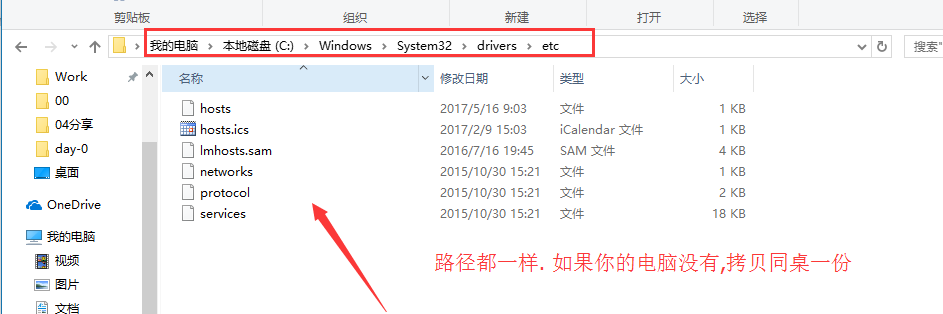 剪贴板 组织 新建 打开 选择
我的电脑 › 本地磁盘 (C:) › Windows › System32 › drivers › etc
搜索"
名称 修改日期 类型 大小
Work
00
04分享
day-0
桌面
OneDrive
我的电脑
视频
图片
文档
hosts 2017/5/16 9:03 文件 1 KB
hosts.ics 2017/2/9 15:03 iCalendar 文件 1 KB
lmhosts.sam 2016/7/16 19:45 SAM 文件 4 KB
networks 2015/10/30 15:21 文件 1 KB
protocol 2015/10/30 15:21 文件 2 KB
services 2015/10/30 15:21 文件 18 KB
路径都一样. 如果你的电脑没有,拷贝同桌一份